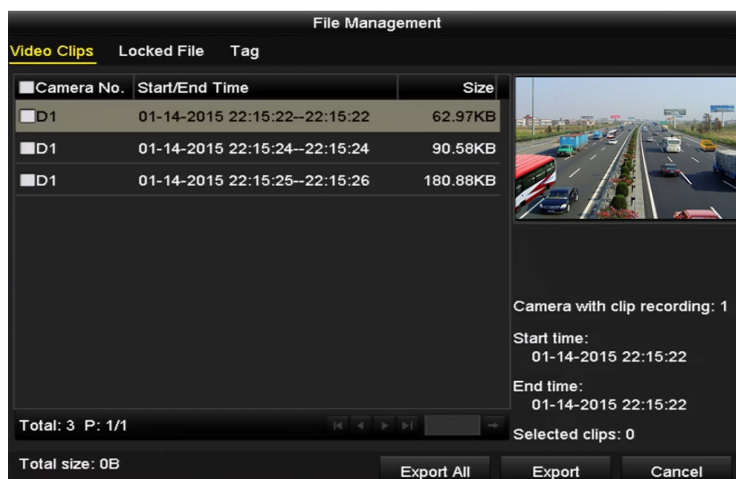 File Management
Video Clips Locked File Tag
Camera No. Start/End Time Size
D1 01-14-2015 22:15:22--22:15:22 62.97KB
D1 01-14-2015 22:15:24--22:15:24 90.58KB
D1 01-14-2015 22:15:25--22:15:26 180.88KB
Camera with clip recording: 1
Start time:
01-14-2015 22:15:22
End time:
01-14-2015 22:15:22
Selected clips: 0
Total: 3 P: 1/1
Total size: 0B
Export All Export Cancel